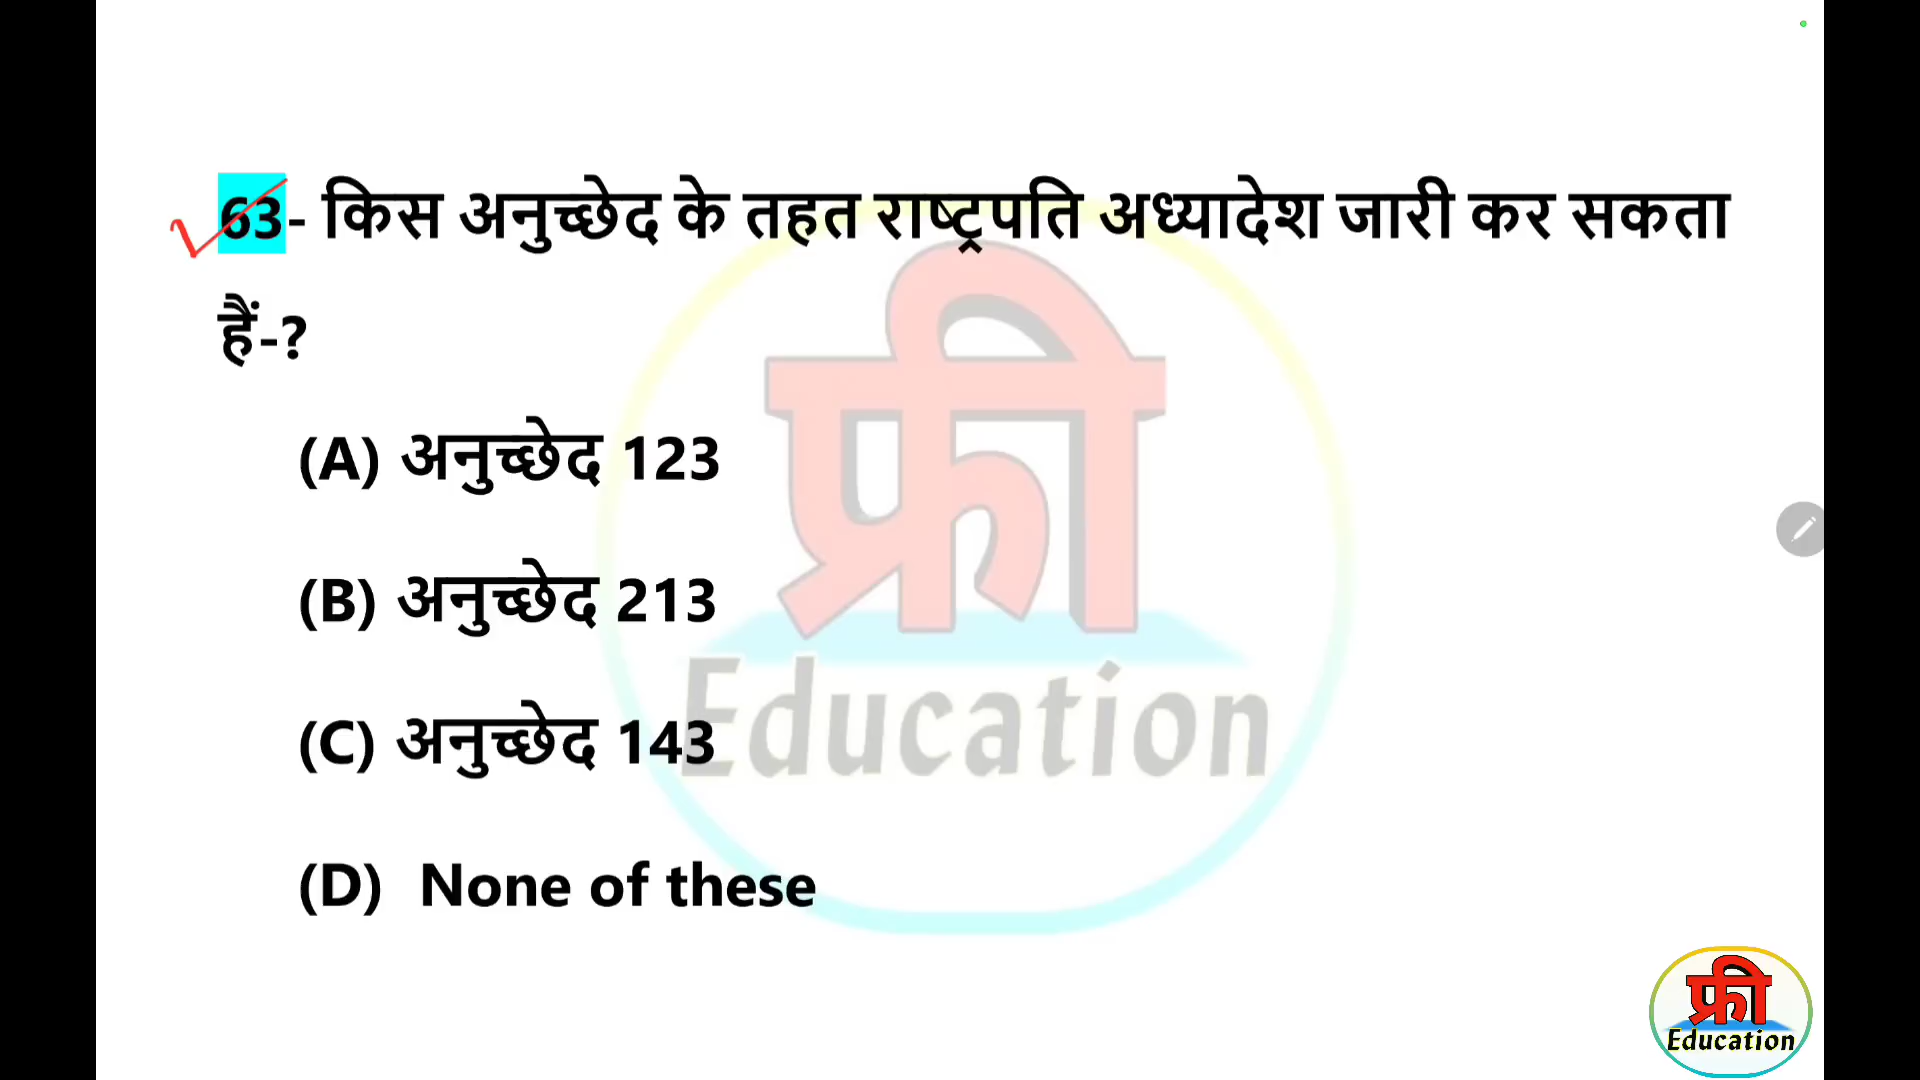 63- किस अनुच्छेद के तहत राष्ट्रपति अध्यादेश जारी कर सकता
हैं-?
(A) अनुच्छेद 123
(B) अनुच्छेद 213
(C) अनुच्छेद 143
(D) None of these
फ्री
Education
फ्री
Education